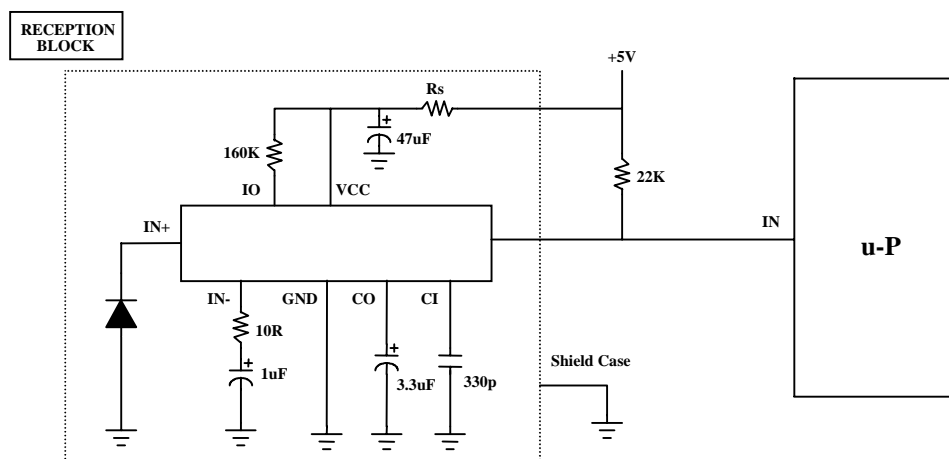 RECEPTION
BLOCK
+5V
Rs
+
47uF
160K
22K
IO
VCC
IN+
IN
u-P
IN-
GND
CO
CI
10R
+
1uF
+
3.3uF
330p
Shield Case